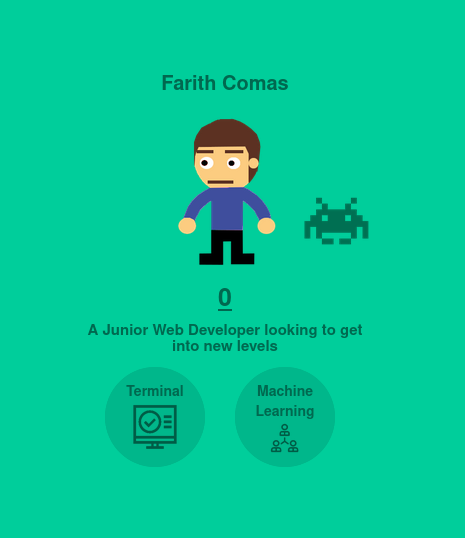 Farith Comas
0
A Junior Web Developer looking to get
into new levels
Terminal
Machine
Learning